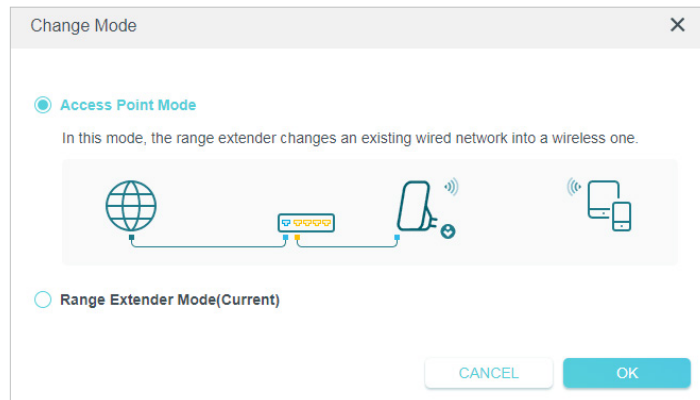 Change Mode
Access Point Mode
In this mode, the range extender changes an existing wired network into a wireless one.
Range Extender Mode(Current)
CANCEL
OK